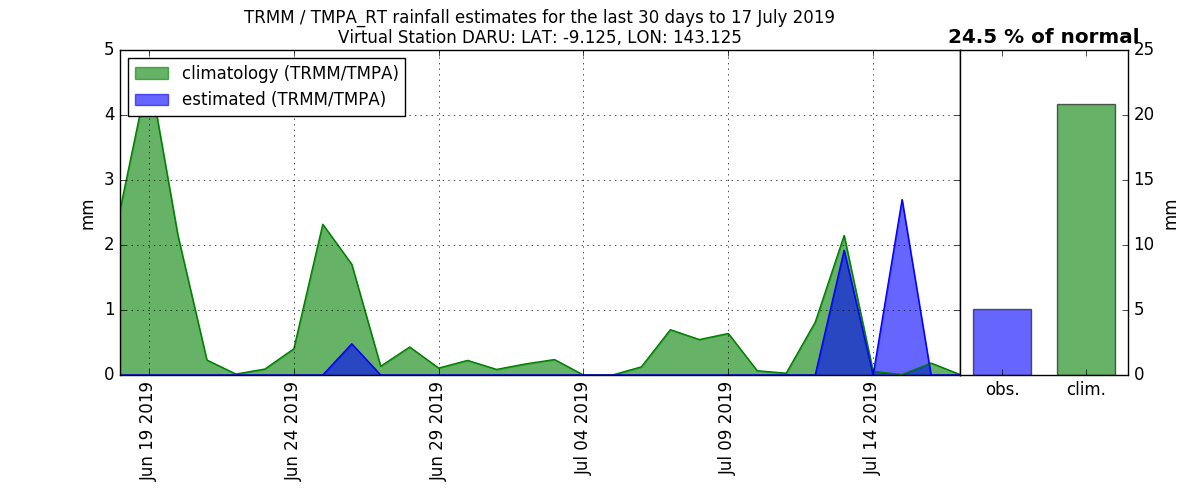 TRMM / TMPA_RT rainfall estimates for the last 30 days to 17 July 2019
Virtual Station DARU: LAT: -9.125, LON: 143.125
24.5 % of normal
climatology (TRMM/TMPA)
estimated (TRMM/TMPA)
5
4
3
2
1
0
mm
Jun 19 2019
Jun 24 2019
Jun 29 2019
Jul 04 2019
Jul 09 2019
Jul 14 2019
25
20
15
10
5
0
mm
obs.
clim.